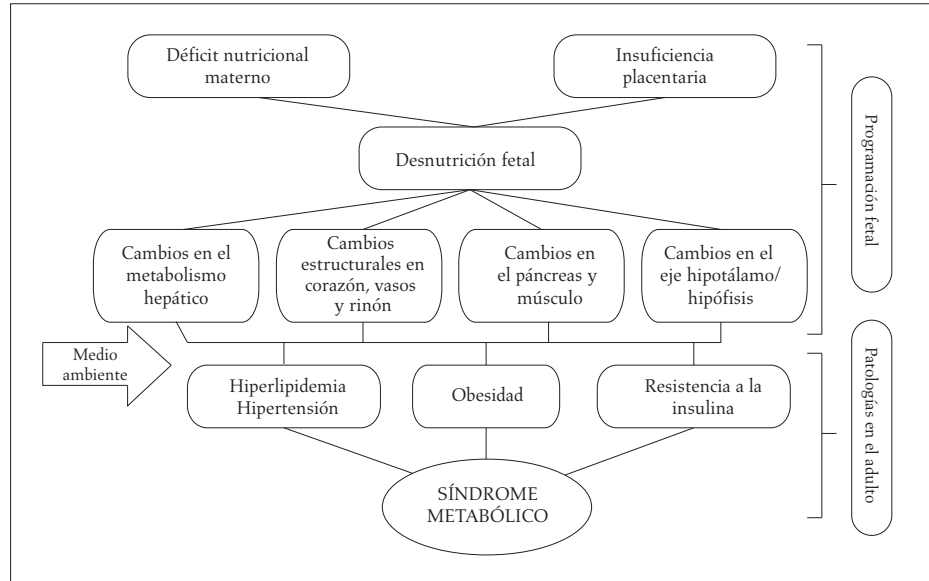 Déficit nutricional
materno
Insuficiencia
placentaria
Programación fetal
Desnutrición fetal
Cambios en el
metabolismo
hepático
Cambios
estructurales en
corazón, vasos
y rinón
Cambios en
el páncreas y
músculo
Cambios en el
eje hipotálamo/
hipófisis
Medio
ambiente
Hiperlipidemia
Hipertensión
Obesidad
Resistencia a la
insulina
Patologías en el adulto
SÍNDROME
METABÓLICO